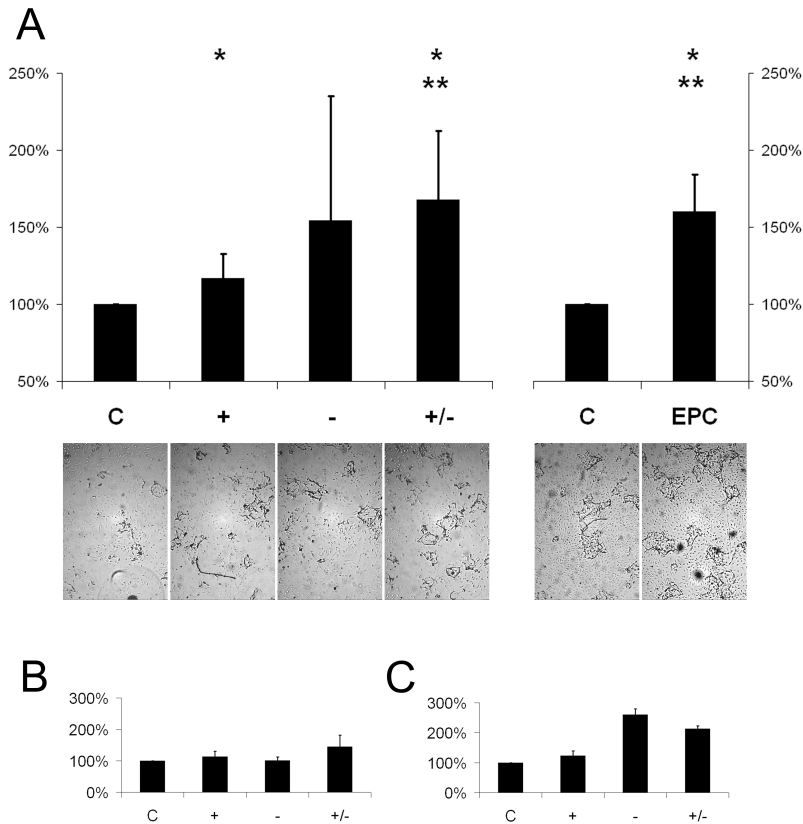 A
* * *
** **
250% 250%
200% 200%
150% 150%
100% 100%
50% 50%
C + - +/- C EPC
B C
300% 300%
200% 200%
100% 100%
0% 0%
C + - +/- C + - +/-